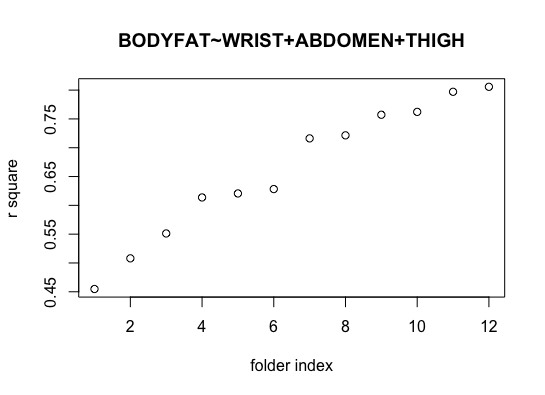 BODYFAT~WRIST+ABDOMEN+THIGH
r square
0.75
0.65
0.55
0.45
2 4 6 8 10 12
folder index